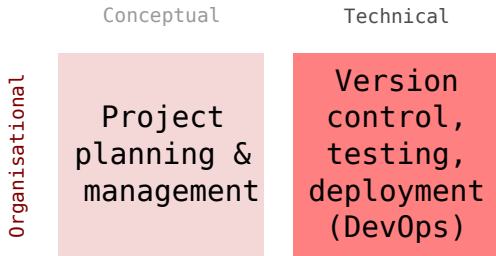 Conceptual
Technical
Organisational
Project
planning &
management
Version
control,
testing,
deployment
(DevOps)